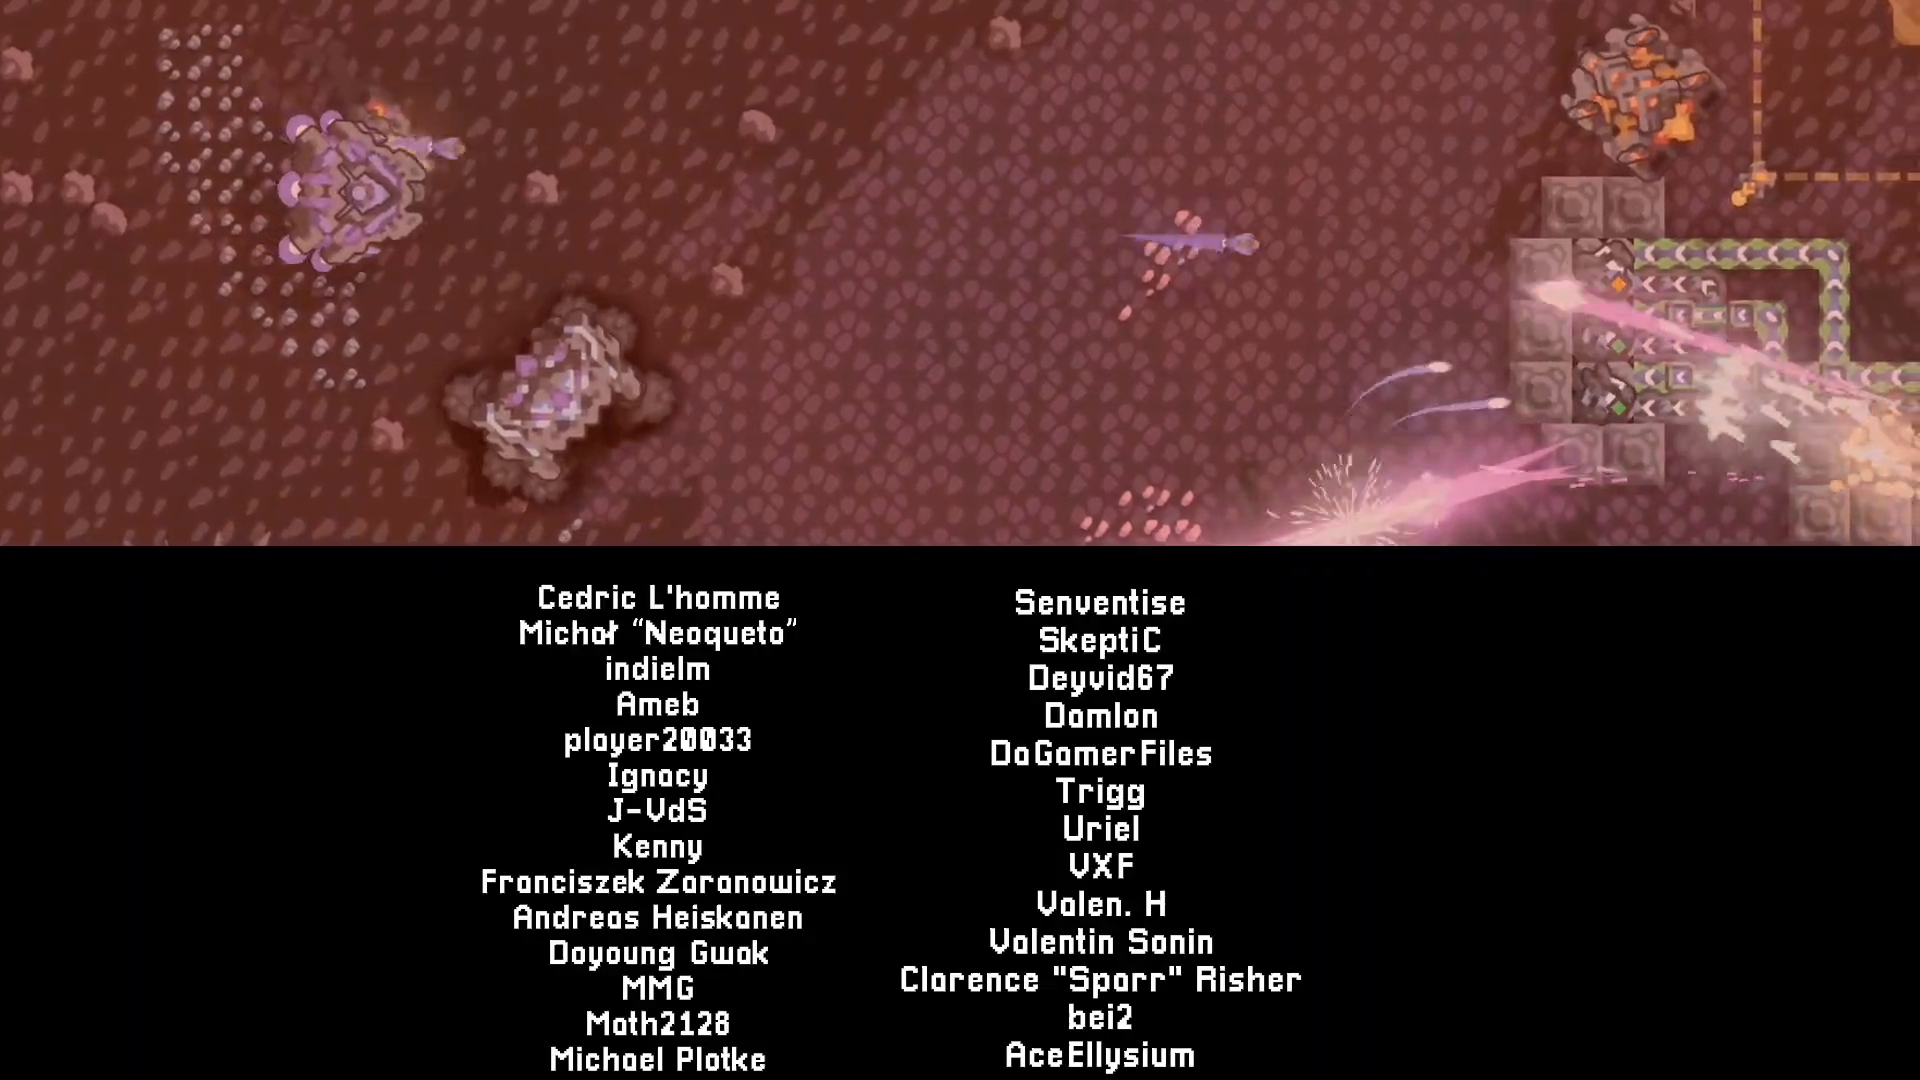 Cedric L'homme
Michał “Neoqueto”
indielm
Ameb
player20033
Ignacy
J-VdS
Kenny
Franciszek Zaranowicz
Andreas Heiskanen
Doyoung Gwak
MMG
Math2128
Michael Plotke
Senventise
SkeptiC
Deyvid67
Damlon
DaGamerFiles
Trigg
Uriel
VXF
Valen. H
Valentin Sonin
Clarence "Sparr" Risher
bei2
AceEllysium